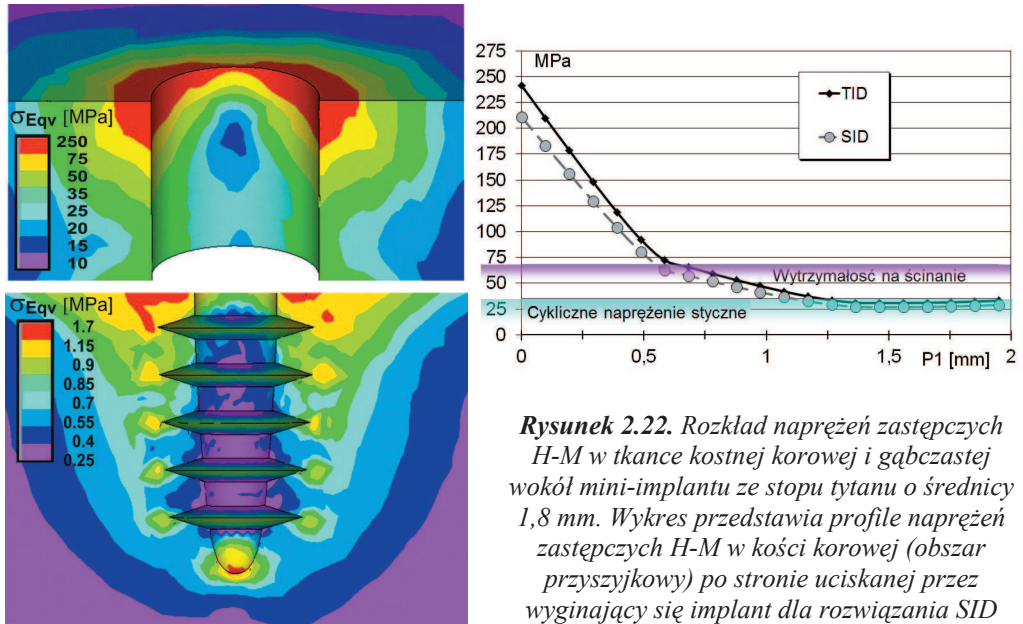 σEqv [MPa]
250
75
50
35
25
20
15
10
σEqv [MPa]
1.7
1.15
0.9
0.85
0.7
0.55
0.4
0.25
MPa
275
250
225
200
175
150
125
100
75
50
25
0
TID
SID
Wytrzymałość na ścinanie
Cykliczne naprężenie styczne
0
0,5
1
1,5
2
P1 [mm]
Rysunek 2.22. Rozkład naprężeń zastępczych
H-M w tkance kostnej korowej i gąbczastej
wokół mini-implantu ze stopu tytanu o średnicy
1,8 mm. Wykres przedstawia profile naprężeń
zastępczych H-M w kości korowej (obszar
przyszyjkowy) po stronie uciskanej przez
wyginający się implant dla rozwiązania SID